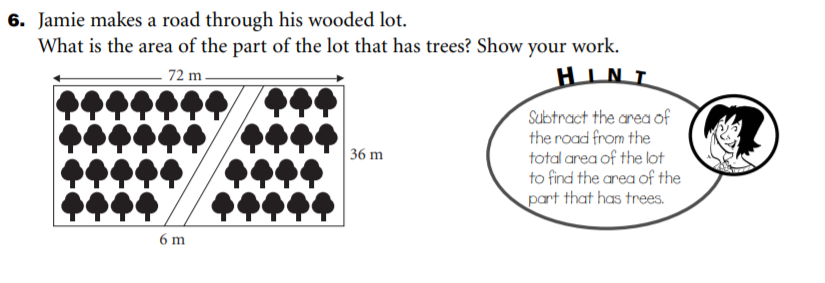 6. Jamie makes a road through his wooded lot.
What is the area of the part of the lot that has trees? Show your work.
72 m
36 m
6 m
HINT
Subtract the area of
the road from the
total area of the lot
to find the area of the
part that has trees.